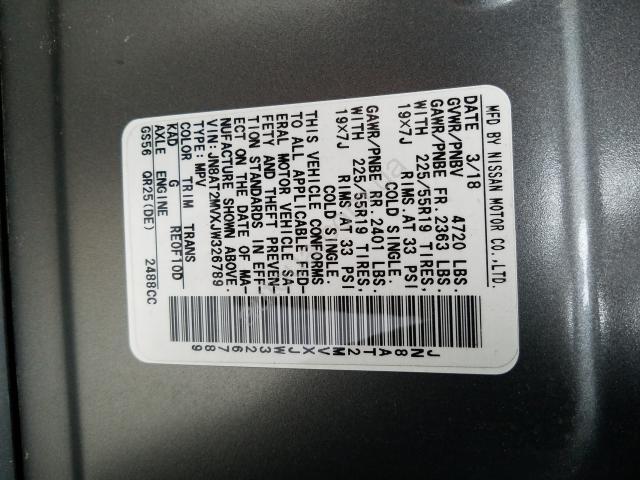 MFD BY NISSAN MOTOR CO.,LTD.
DATE 3/18
GVWR/PNBV 4720 LBS.
GAWR/PNBE FR.2363 LBS.
WITH 225/55R19 TIRES,
19X7J RIMS AT 33 PSI
COLD SINGLE.
GAWR/PNBE RR.2401 LBS.
WITH 225/55R19 TIRES,
19X7J RIMS AT 33 PSI
COLD SINGLE.
THIS VEHICLE CONFORMS
TO ALL APPLICABLE FED-
ERAL MOTOR VEHICLE SA-
FETY AND THEFT PREVEN-
TION STANDARDS IN EFF-
ECT ON THE DATE OF MA-
NUFACTURE SHOWN ABOVE.
VIN:JN8AT2MVXJW326789
TYPE:MPV
COLOR TRIM TRANS
KAD G RE0F10D
AXLE ENGINE
GS56 QR25(DE) 2488CC
JN8AT2MVXJW326789